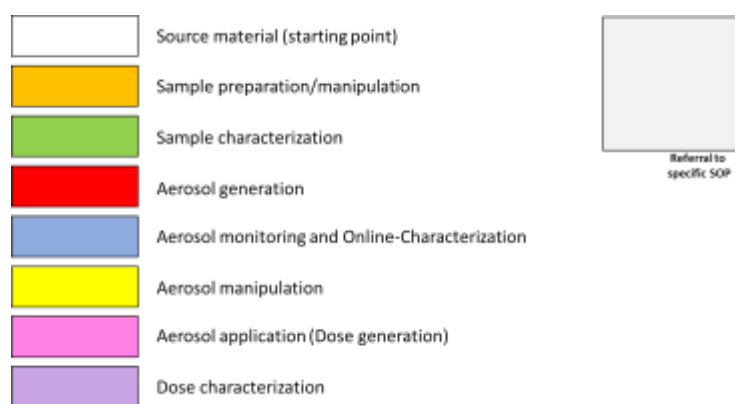 Source material (starting point)
Sample preparation/manipulation
Sample characterization
Aerosol generation
Aerosol monitoring and Online-Characterization
Aerosol manipulation
Aerosol application (Dose generation)
Dose characterization
Referral to
specific SOP